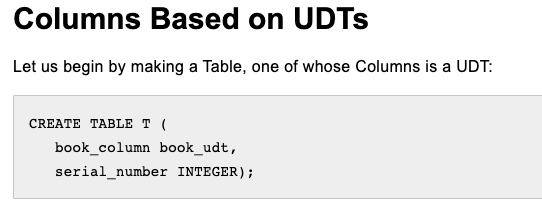 Columns Based on UDTs
Let us begin by making a Table, one of whose Columns is a UDT:
CREATE TABLE T (
   book_column book_udt,
   serial_number INTEGER);